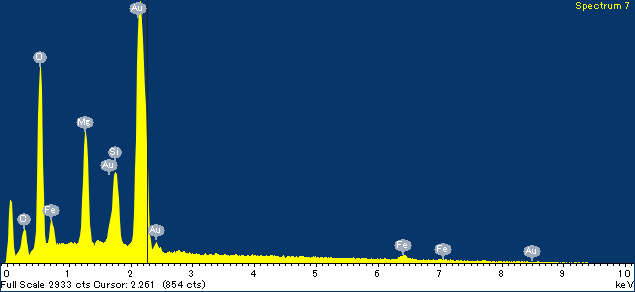 Spectrum 7
Au
O
Mg
Si
Au
Fe
C
Au
Fe
Fe
Au
0 1 2 3 4 5 6 7 8 9 10
Full Scale 2933 cts Cursor: 2.261 (854 cts) keV